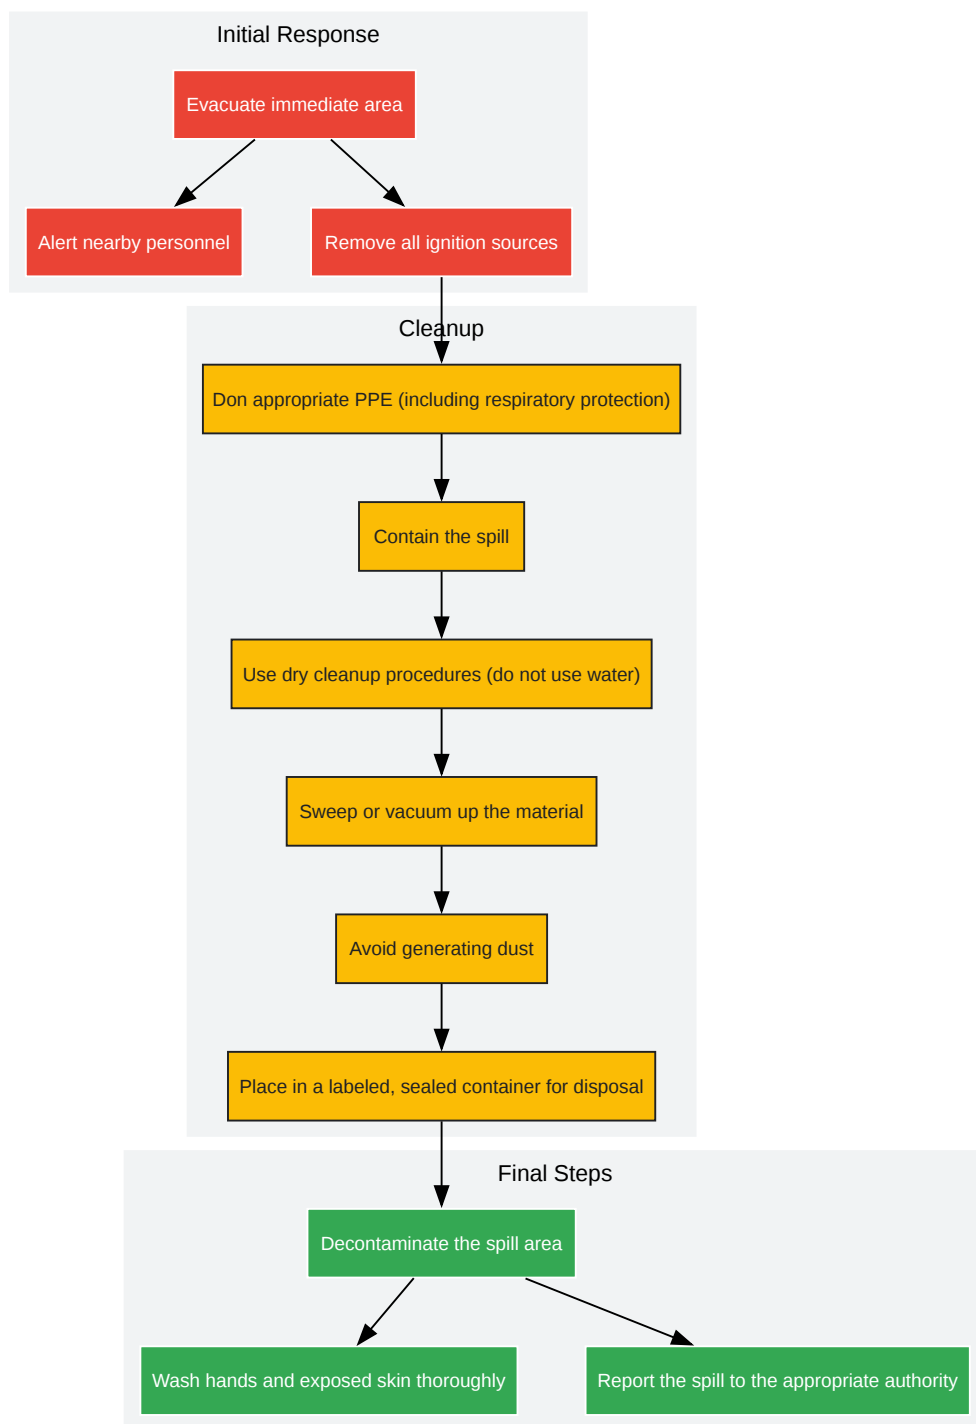 Initial Response
Evacuate immediate area
Alert nearby personnel
Remove all ignition sources
Cleanup
Don appropriate PPE (including respiratory protection)
Contain the spill
Use dry cleanup procedures (do not use water)
Sweep or vacuum up the material
Avoid generating dust
Place in a labeled, sealed container for disposal
Final Steps
Decontaminate the spill area
Wash hands and exposed skin thoroughly
Report the spill to the appropriate authority